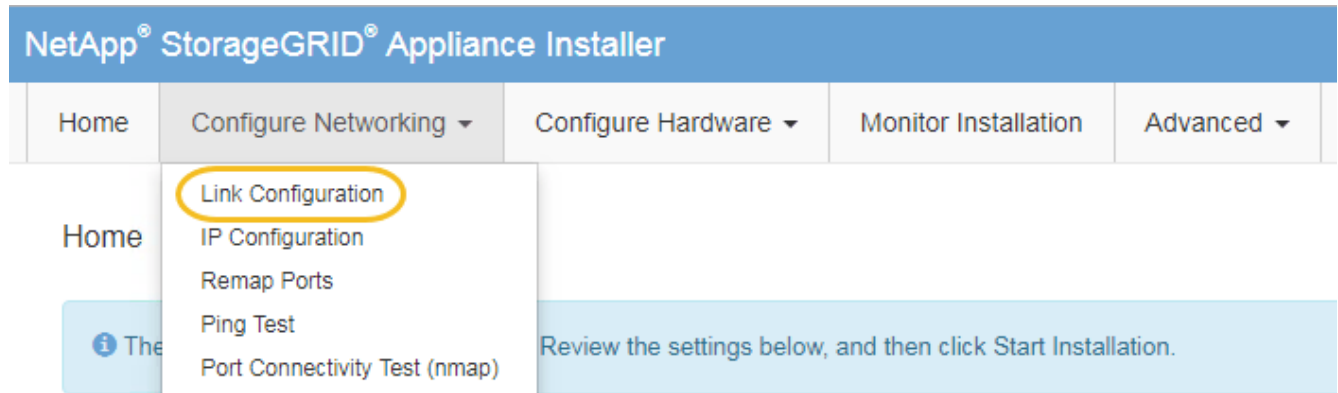 NetApp® StorageGRID® Appliance Installer
Home Configure Networking Configure Hardware Monitor Installation Advanced
Link Configuration
Home IP Configuration
Remap Ports
Ping Test
The Review the settings below, and then click Start Installation.
Port Connectivity Test (nmap)